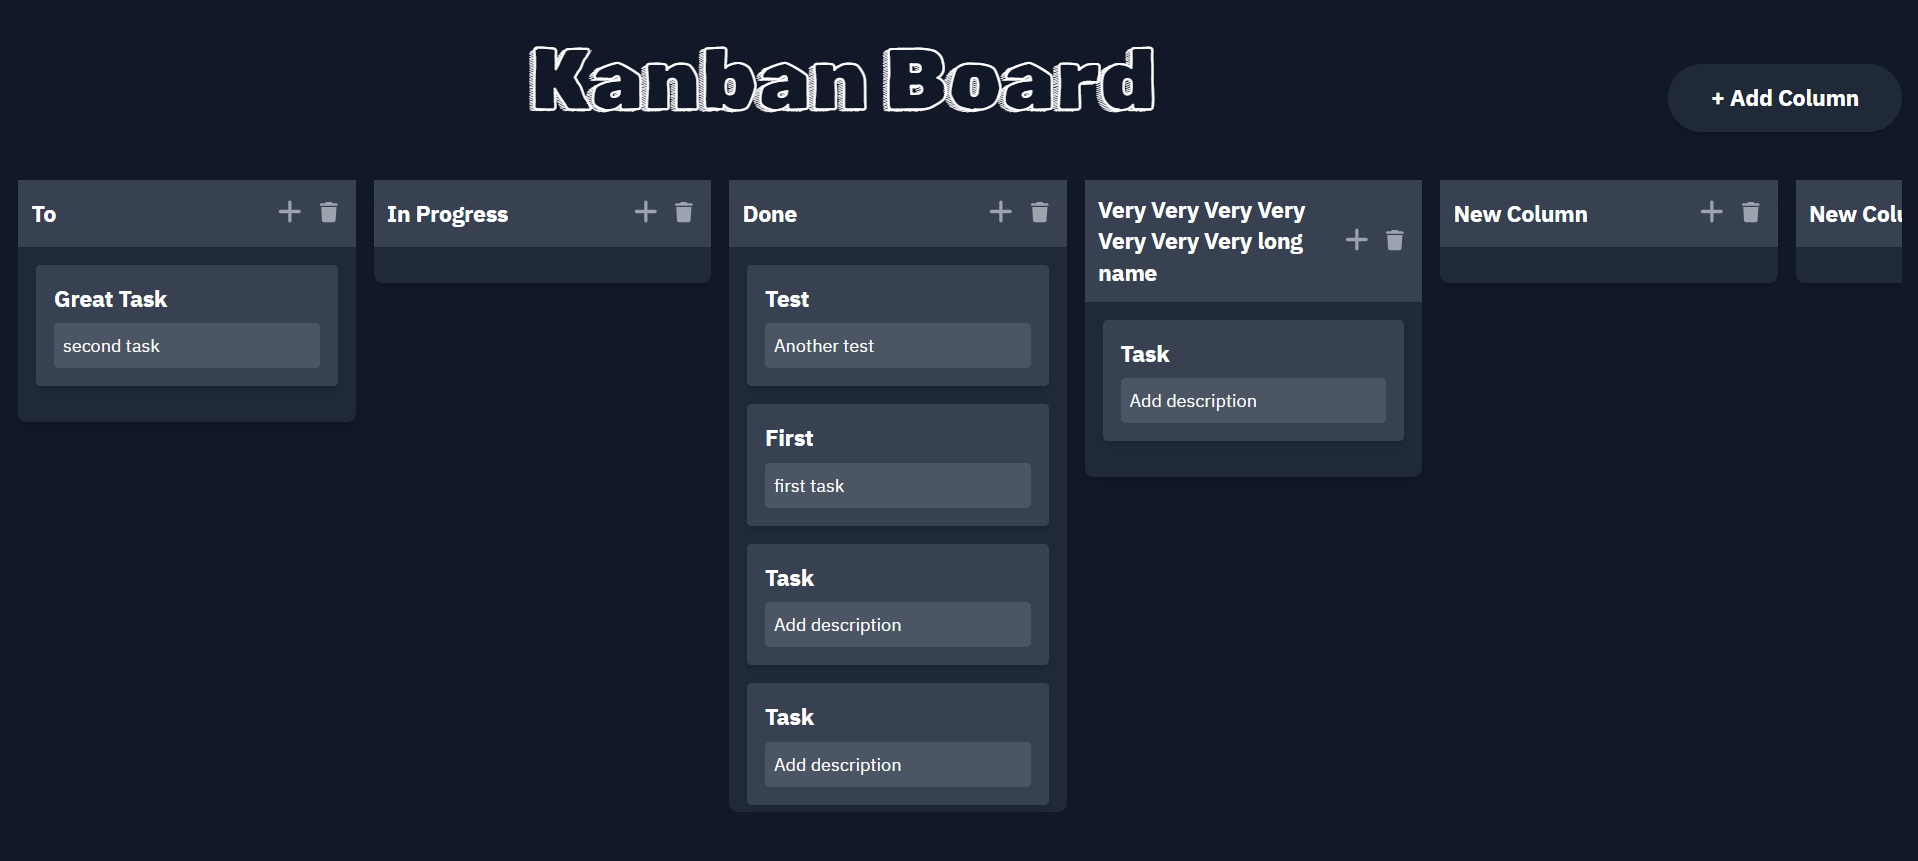 Kanban Board
+ Add Column
To
Great Task
second task
In Progress
Done
Test
Another test
First
first task
Task
Add description
Task
Add description
Very Very Very Very
Very Very Very long
name
Task
Add description
New Column
New Colu